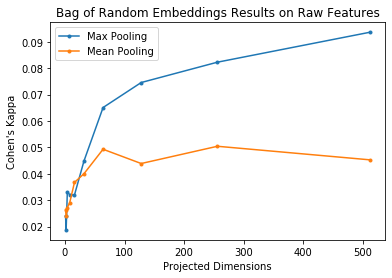 Bag of Random Embeddings Results on Raw Features
Max Pooling
Mean Pooling
Cohen's Kappa
0.09
0.08
0.07
0.06
0.05
0.04
0.03
0.02
0 100 200 300 400 500
Projected Dimensions